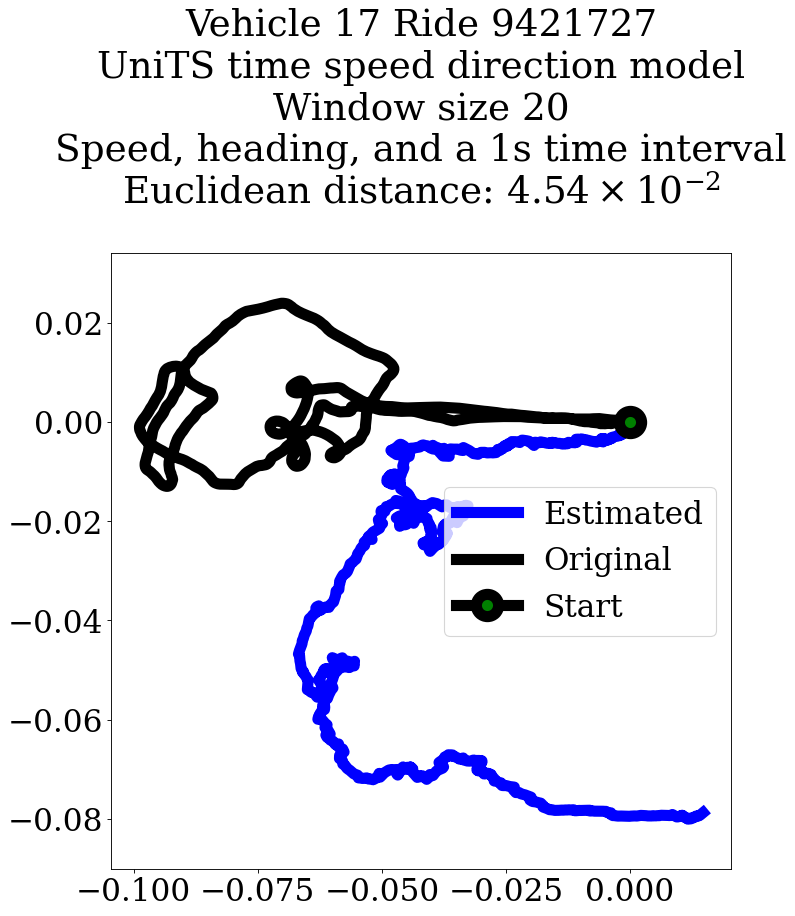 Vehicle 17 Ride 9421727
UniTS time speed direction model
Window size 20
Speed, heading, and a 1s time interval
Euclidean distance: 4.54 × 10⁻²
0.02
0.00
−0.02
−0.04
−0.06
−0.08
Estimated
Original
Start
−0.100 −0.075 −0.050 −0.025 0.000